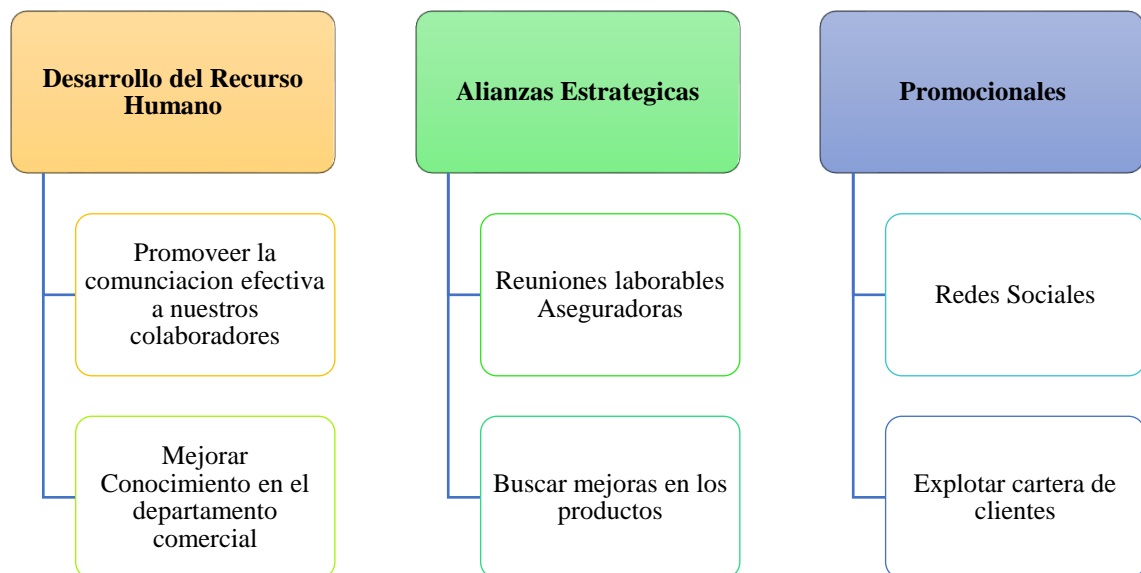 Desarrollo del Recurso
Humano
Promoveer la
comunciacion efectiva
a nuestros
colaboradores
Mejorar
Conocimiento en el
departamento
comercial
Alianzas Estrategicas
Reuniones laborables
Aseguradoras
Buscar mejoras en los
productos
Promocionales
Redes Sociales
Explotar cartera de
clientes